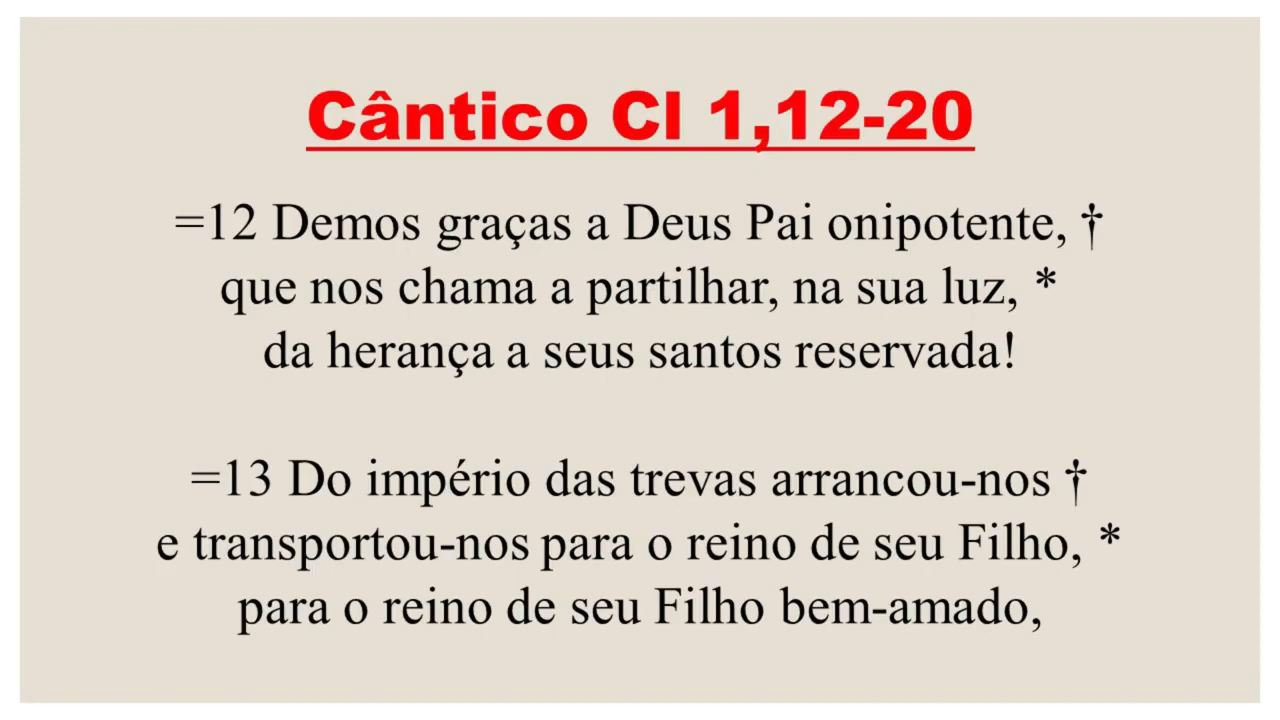 Cântico Cl 1,12-20
=12 Demos graças a Deus Pai onipotente, †
que nos chama a partilhar, na sua luz, *
da herança a seus santos reservada!
=13 Do império das trevas arrancou-nos †
e transportou-nos para o reino de seu Filho, *
para o reino de seu Filho bem-amado,